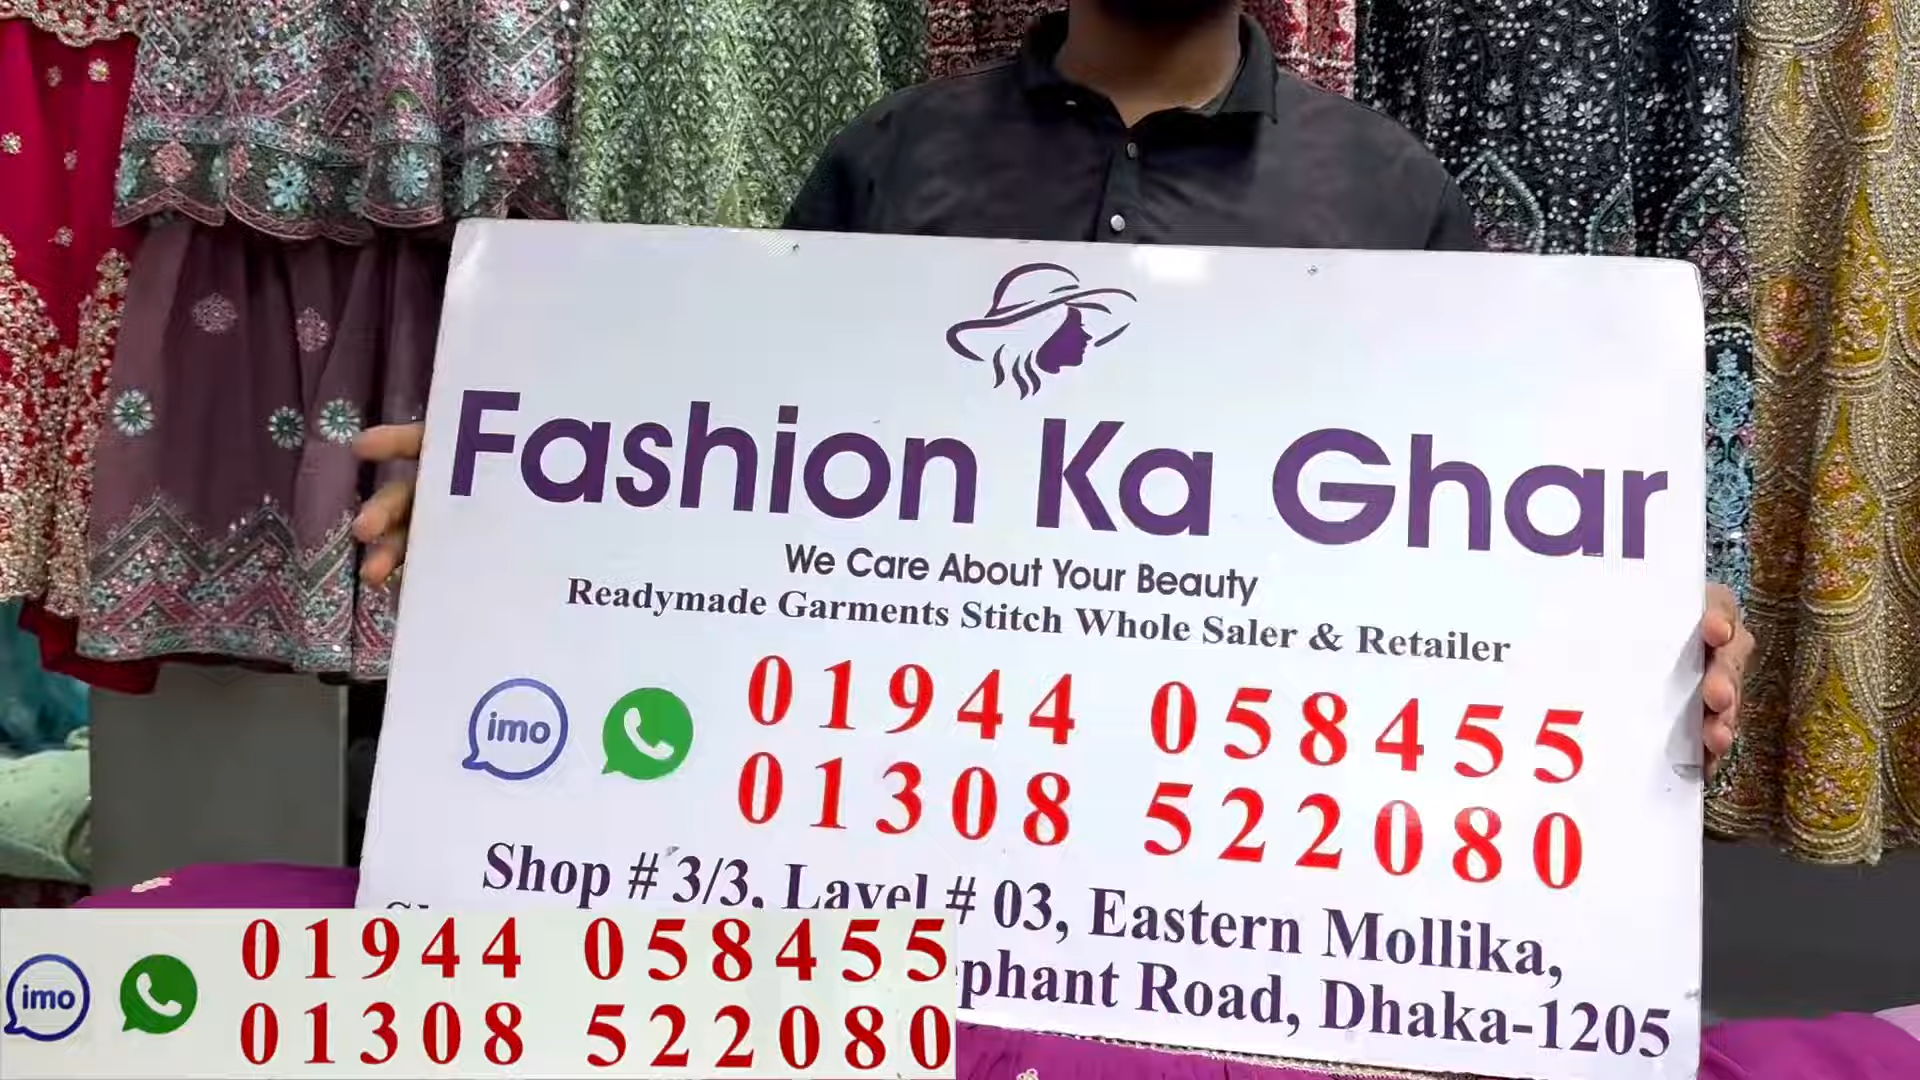 Fashion Ka Ghar
We Care About Your Beauty
Readymade Garments Stitch Whole Saler & Retailer
imo
01944 058455
01308 522080
Shop # 3/3, Lavel # 03, Eastern Mollika,
Road, Dhaka-1205
imo
01944 058455
01308 522080